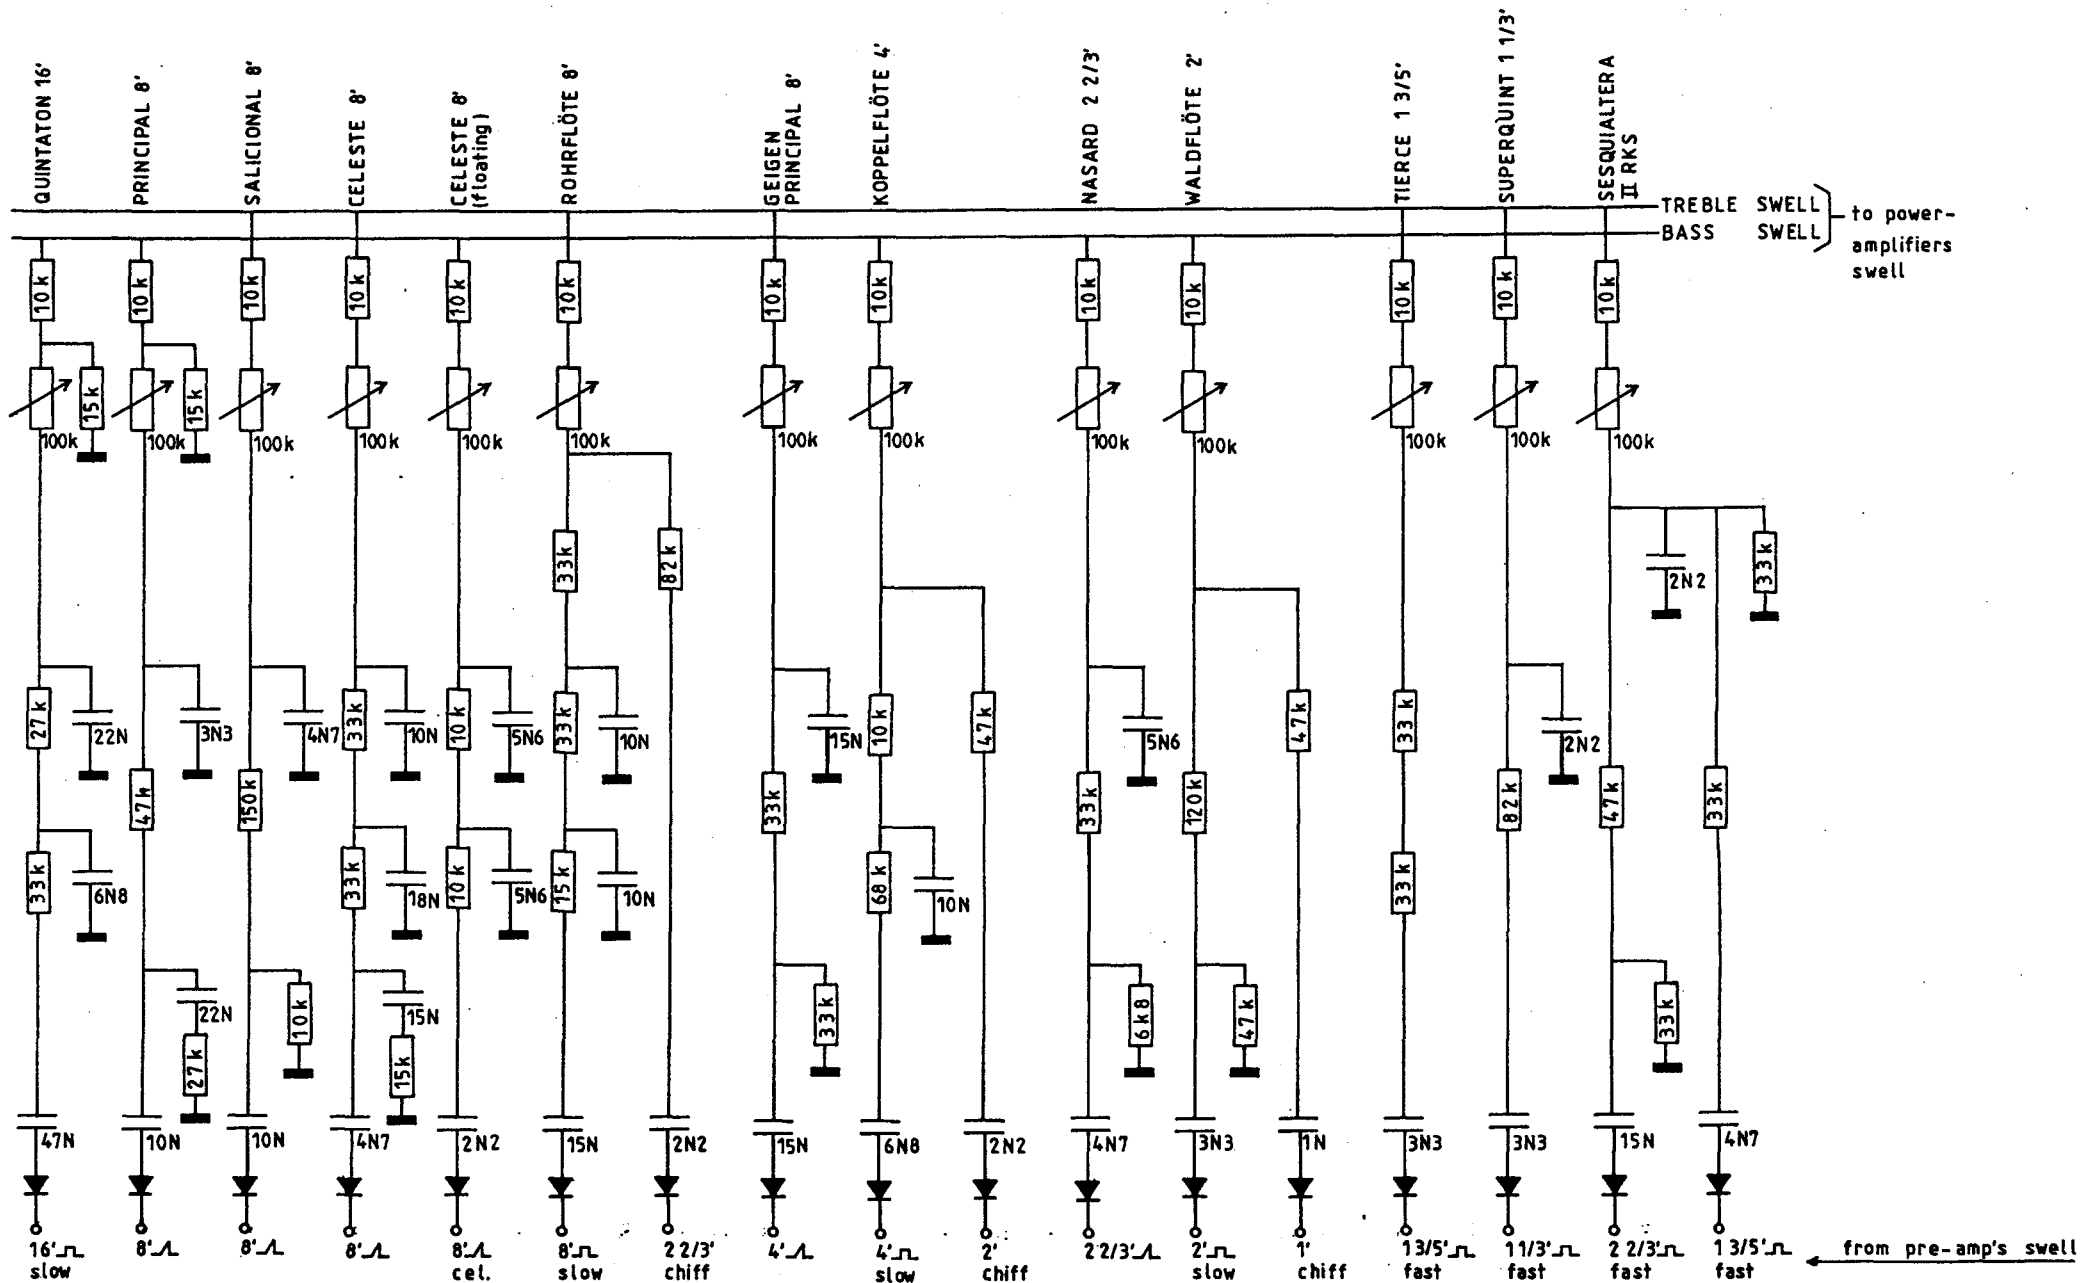 QUINTATON 16'
PRINCIPAL 8'
SALICIONAL 8'
CELESTE 8'
CELESTE 8'
(floating)
ROHRFLÖTE 8'
GEIGEN
PRINCIPAL 8'
KOPPELFLÖTE 4'
NASARD 2 2/3'
WALDFLÖTE 2'
TIERCE 1 3/5'
SUPERQUINT 1 1/3'
SESQUIALTERA
II RKS
TREBLE SWELL
BASS SWELL
to power-
amplifiers
swell
10k 10k 10k 10k 10k 10k 10k 10k 10k 10k 10k 10k 10k
15k 15k
100k 100k 100k 100k 100k 100k 100k 100k 100k 100k 100k 100k 100k
33k 82k 2N2 33k
27k 22N 3N3 4N7 33k 10N 10k 5N6 33k 10N 15N 10k 47k 5N6 47k 33k 2N2
47k 150k 33k 33k 120k 82k 47k 33k
33k 6N8 33k 18N 10k 5N6 15k 10N 68k 10N 33k
22N 27k 10k 15N 15k 33k 6k8 47k 33k
47N 10N 10N 4N7 2N2 15N 2N2 15N 6N8 2N2 4N7 3N3 1N 3N3 3N3 15N 4N7
16' 8' 8' 8' 8' 8' 2 2/3' 4' 4' 2' 2 2/3' 2' 1' 1 3/5' 1 1/3' 2 2/3' 1 3/5' from pre-amp's swell
slow cel. slow chiff slow chiff slow chiff fast fast fast fast